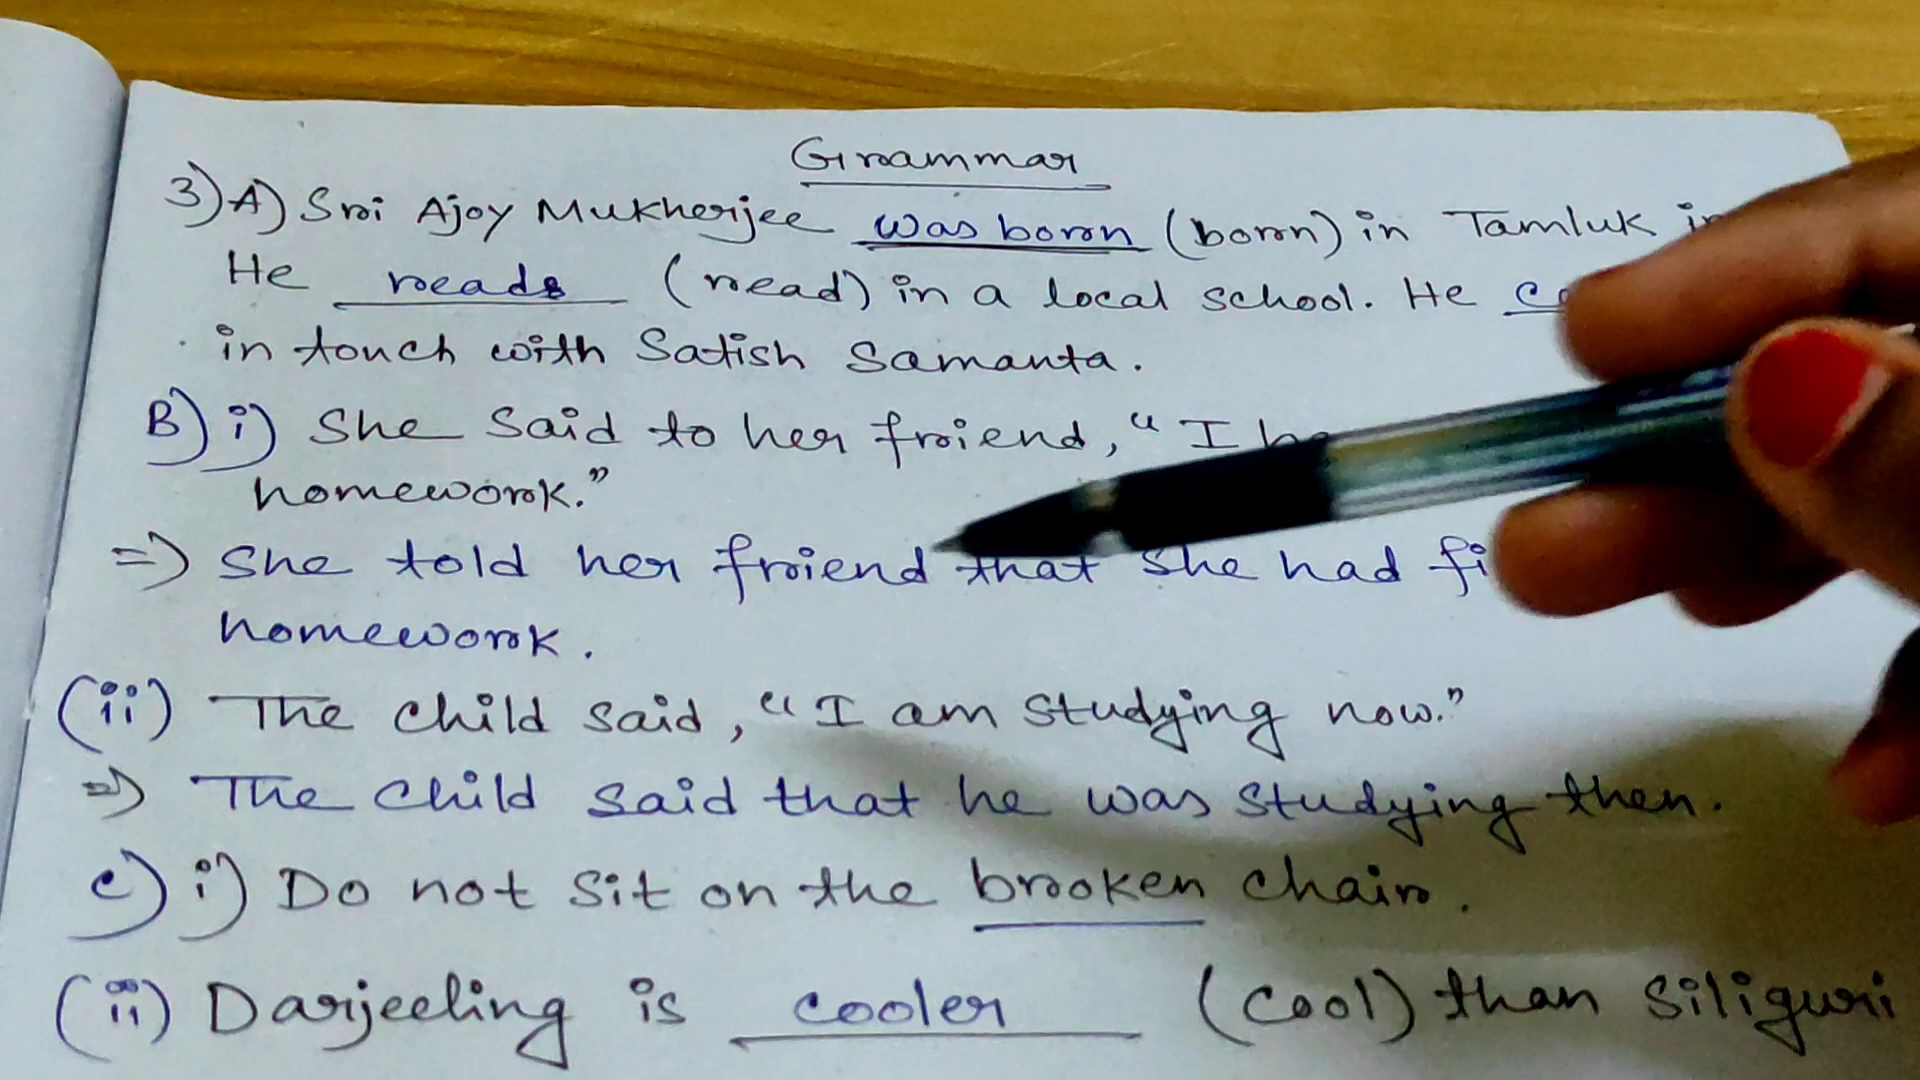 Grammar
3) A) Sri Ajoy Mukherjee was born (born) in Tamluk in
He reads (read) in a local school. He
in touch with Satish Samanta.
B) i) She said to her friend, "I
homework."
=> She told her friend that she had
homework.
(ii) The child said, "I am studying now."
=> The child said that he was studying then.
c) i) Do not sit on the broken chair.
(ii) Darjeeling is cooler (cool) than Siliguri